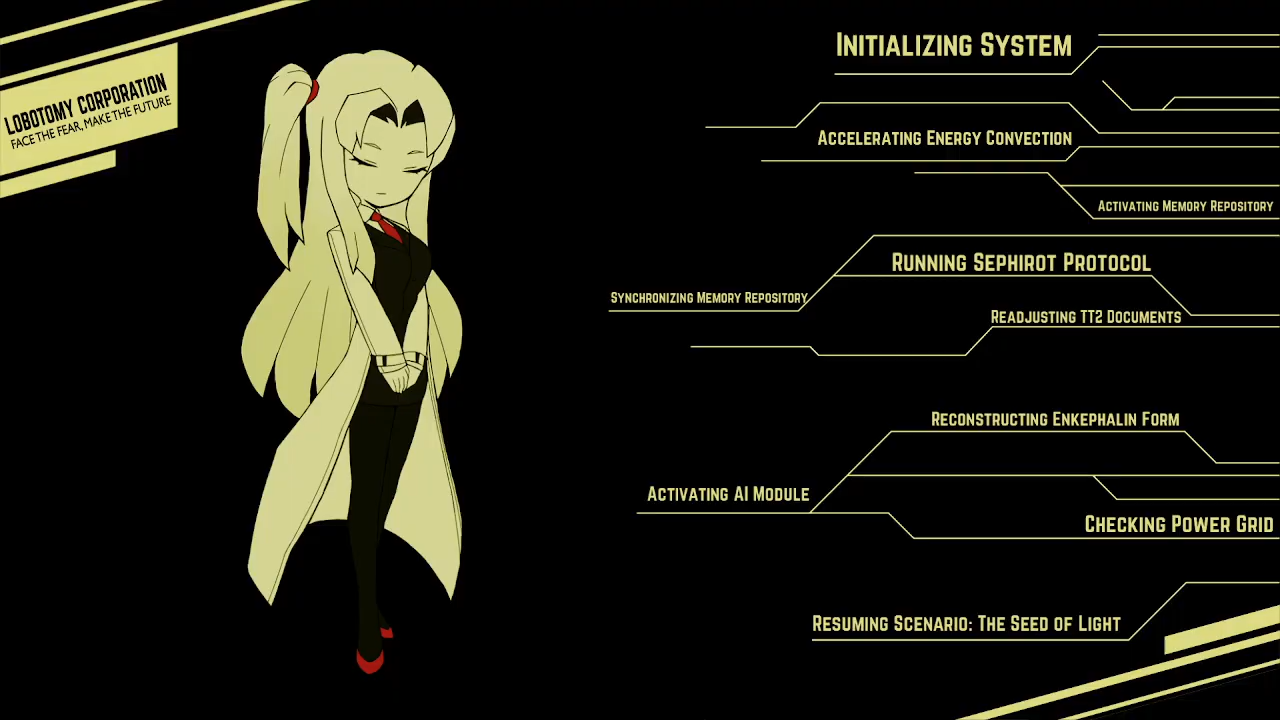 LOBOTOMY CORPORATION
FACE THE FEAR, MAKE THE FUTURE
INITIALIZING SYSTEM
ACCELERATING ENERGY CONVECTION
ACTIVATING MEMORY REPOSITORY
RUNNING SEPHIROT PROTOCOL
SYNCHRONIZING MEMORY REPOSITORY
READJUSTING TT2 DOCUMENTS
RECONSTRUCTING ENKEPHALIN FORM
ACTIVATING AI MODULE
CHECKING POWER GRID
RESUMING SCENARIO: THE SEED OF LIGHT